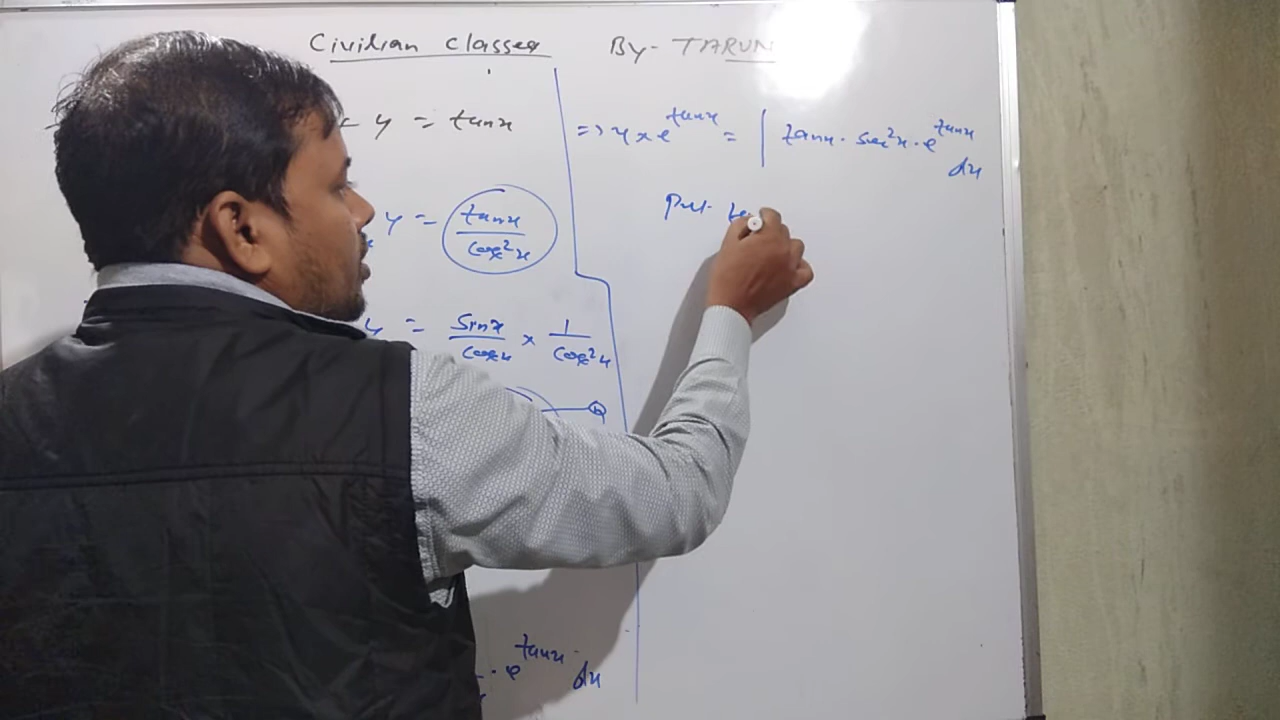 Civilian Classes By- TARUN
y = tanx
y = tanx
cos²x
y = sinx/cosx × 1/cos²x
· e^tanx dx
=> y x e^tanx = ∫ tanx · sec²x · e^tanx dx
Put ta